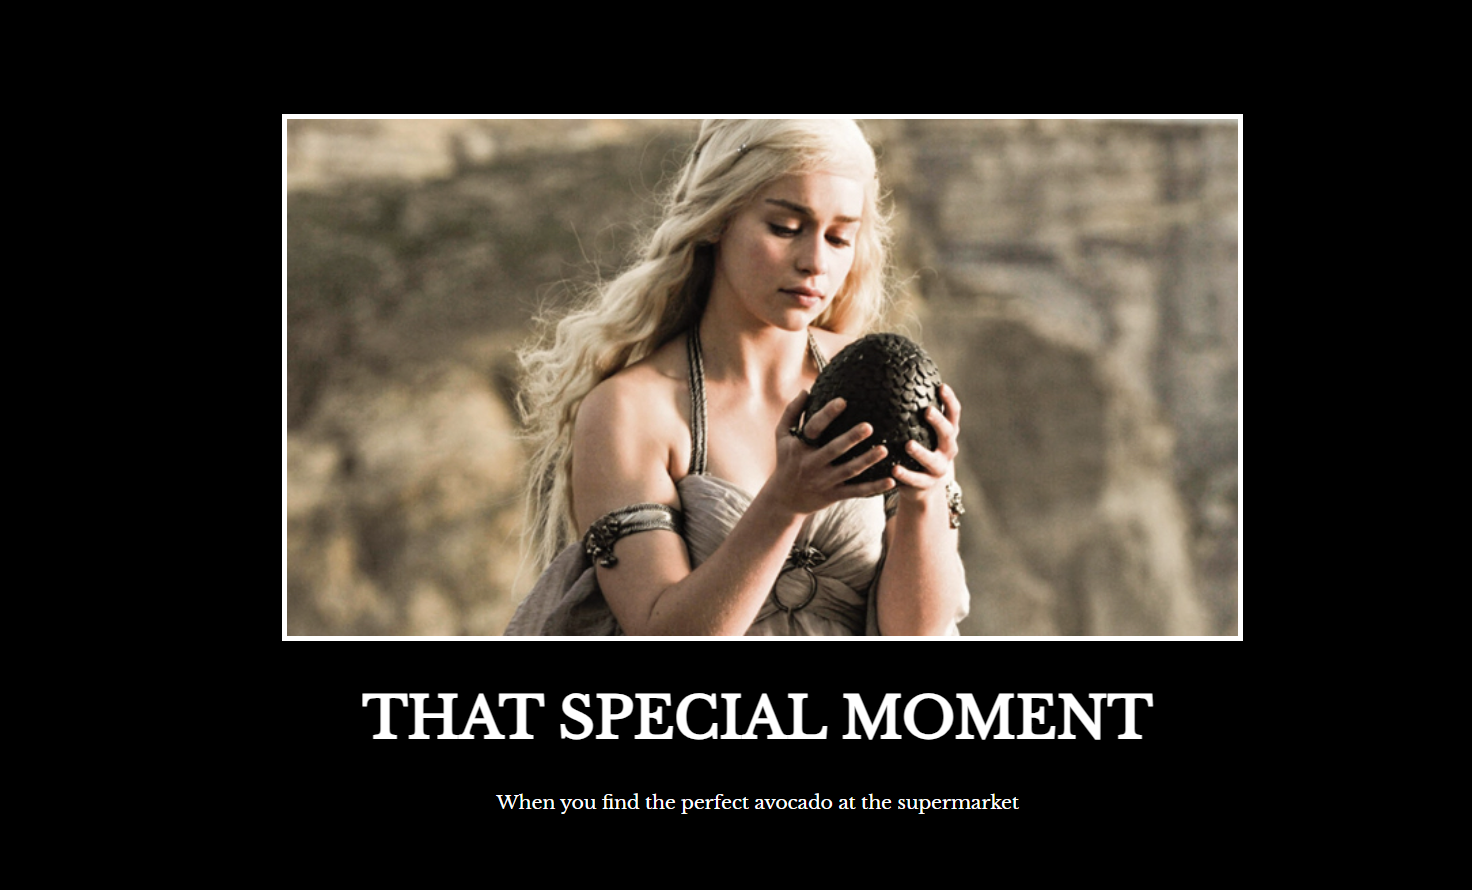 THAT SPECIAL MOMENT
When you find the perfect avocado at the supermarket